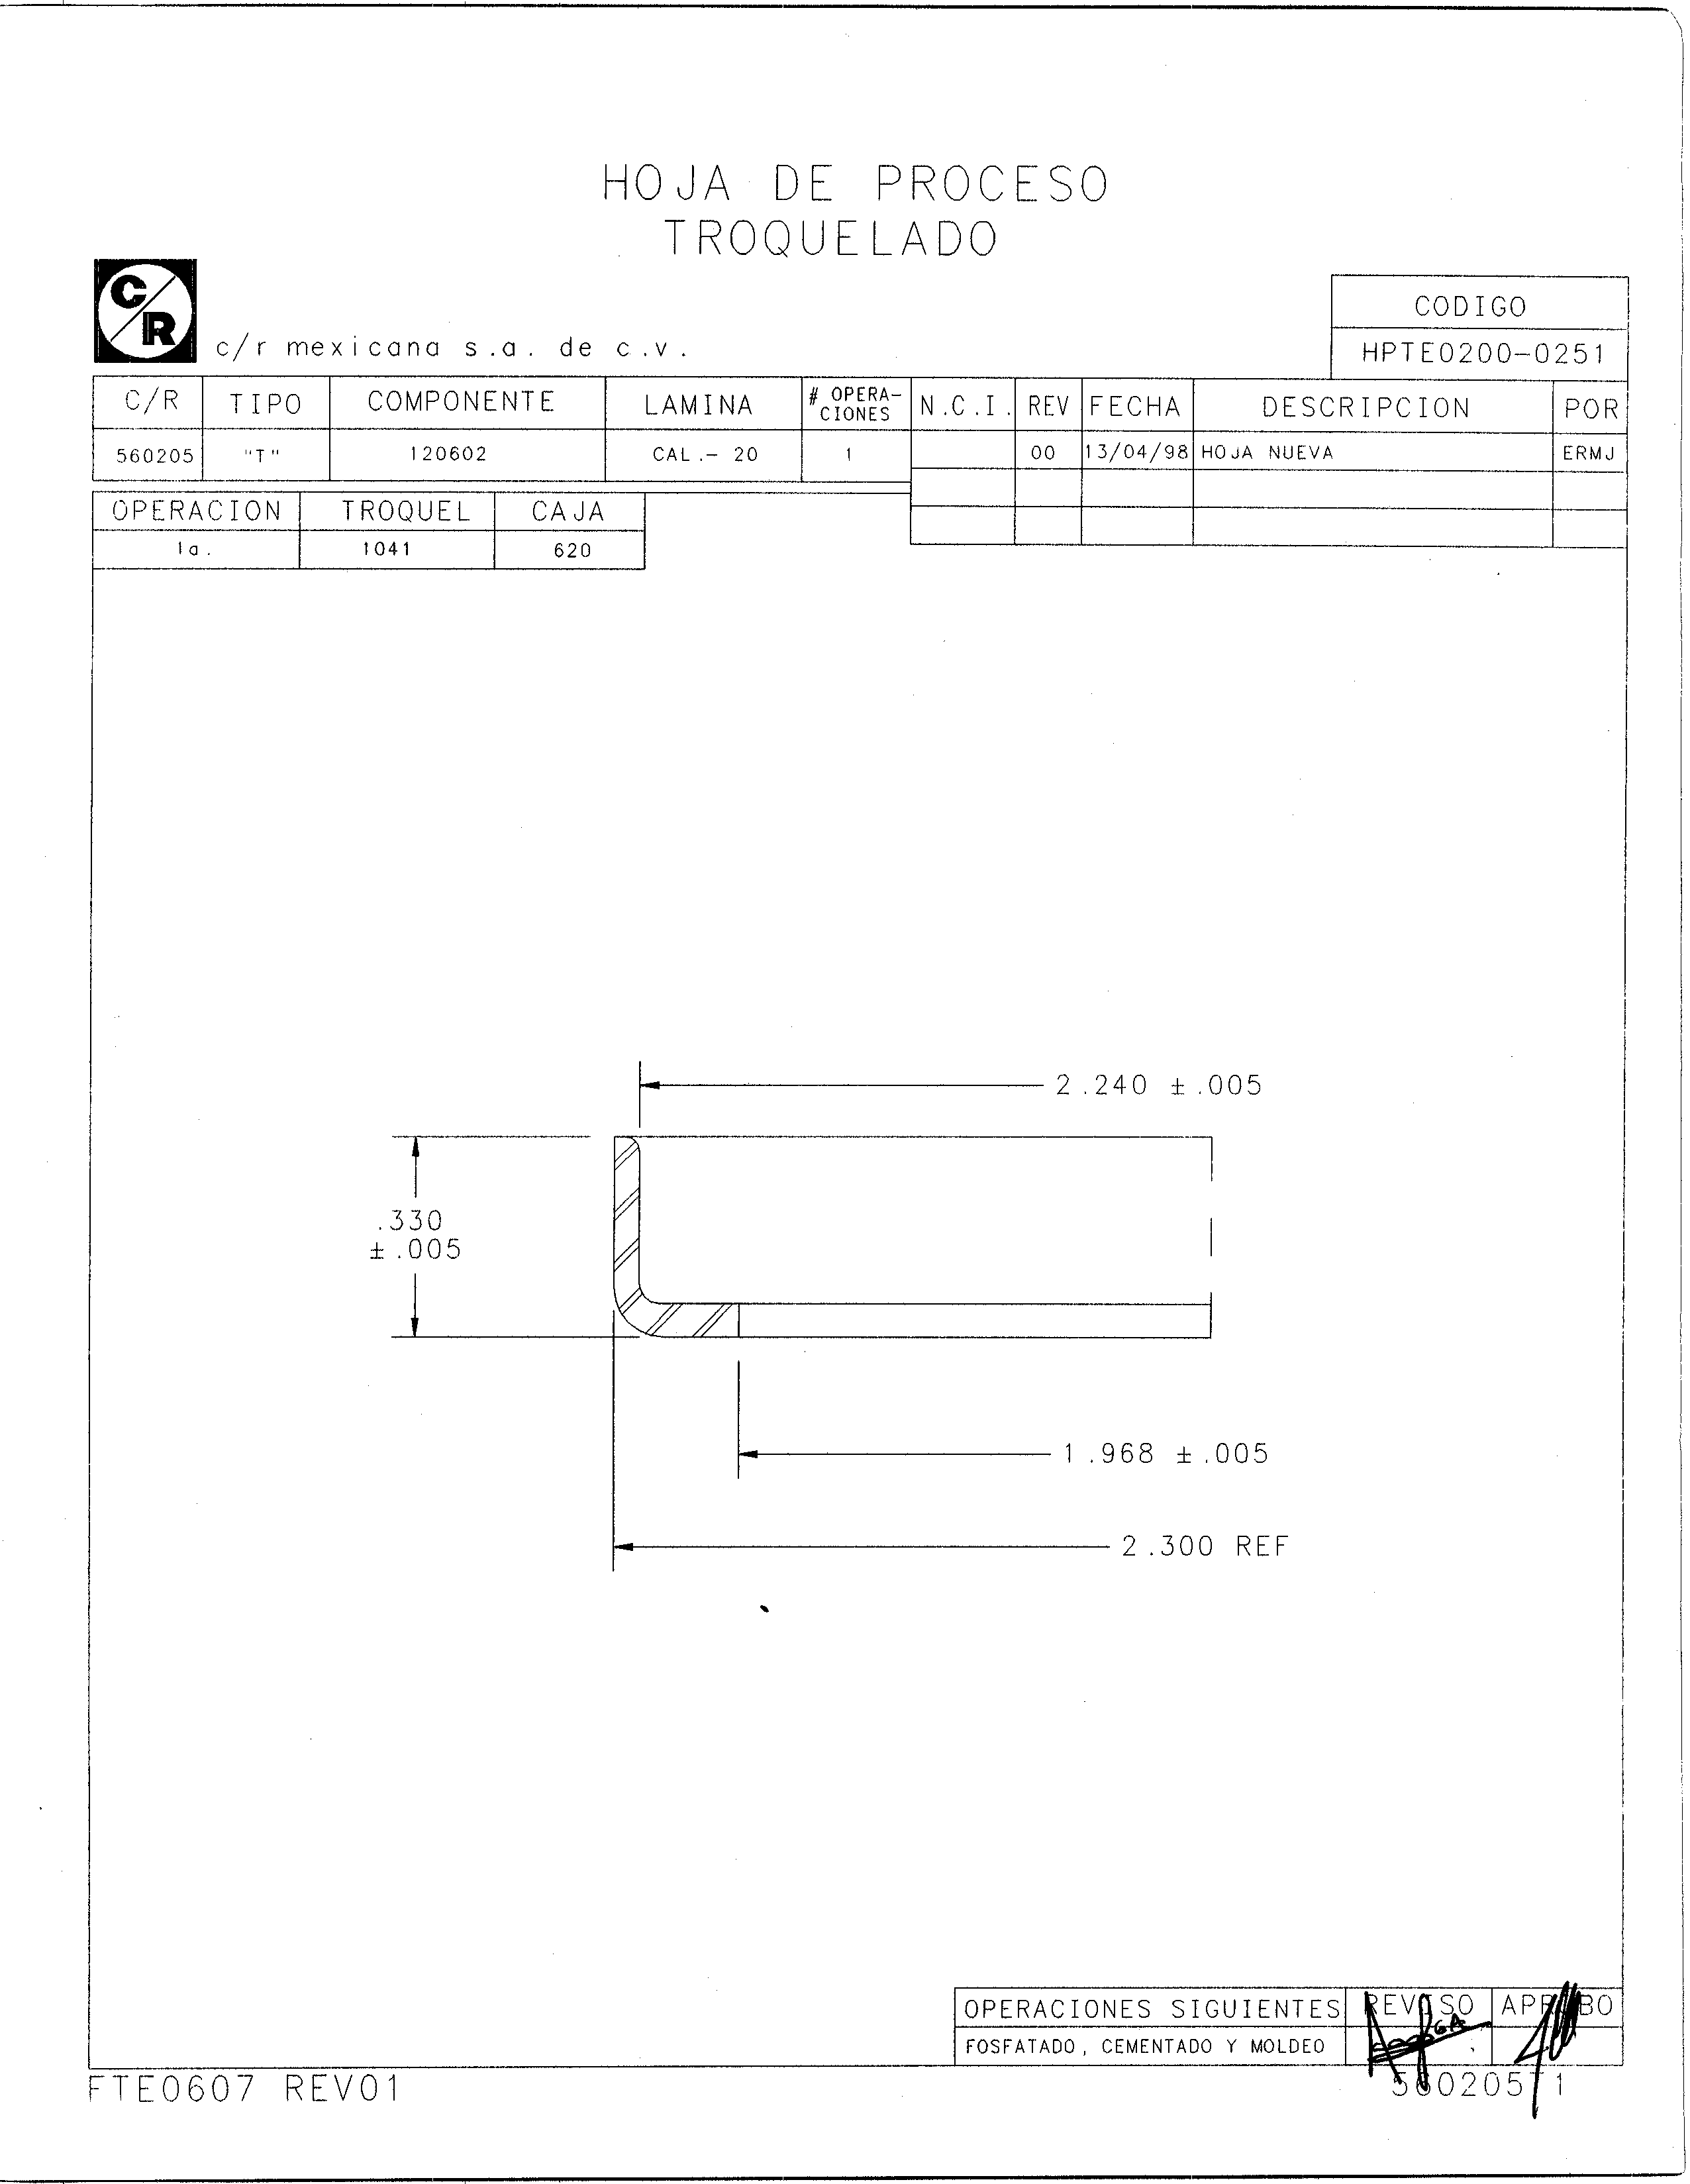 HOJA DE PROCESO
TROQUELADO
C/R
c/r mexicana s.a. de c.v.
CODIGO
HPTE0200-0251
C/R TIPO COMPONENTE LAMINA # OPERA-CIONES N.C.I. REV FECHA DESCRIPCION POR
560205 "T" 120602 CAL.- 20 1 00 13/04/98 HOJA NUEVA ERMJ
OPERACION TROQUEL CAJA
1a. 1041 620
2.240 ±.005
.330
±.005
1.968 ±.005
2.300 REF
OPERACIONES SIGUIENTES REVISO APROBO
FOSFATADO, CEMENTADO Y MOLDEO
FTE0607 REV01
560205T1